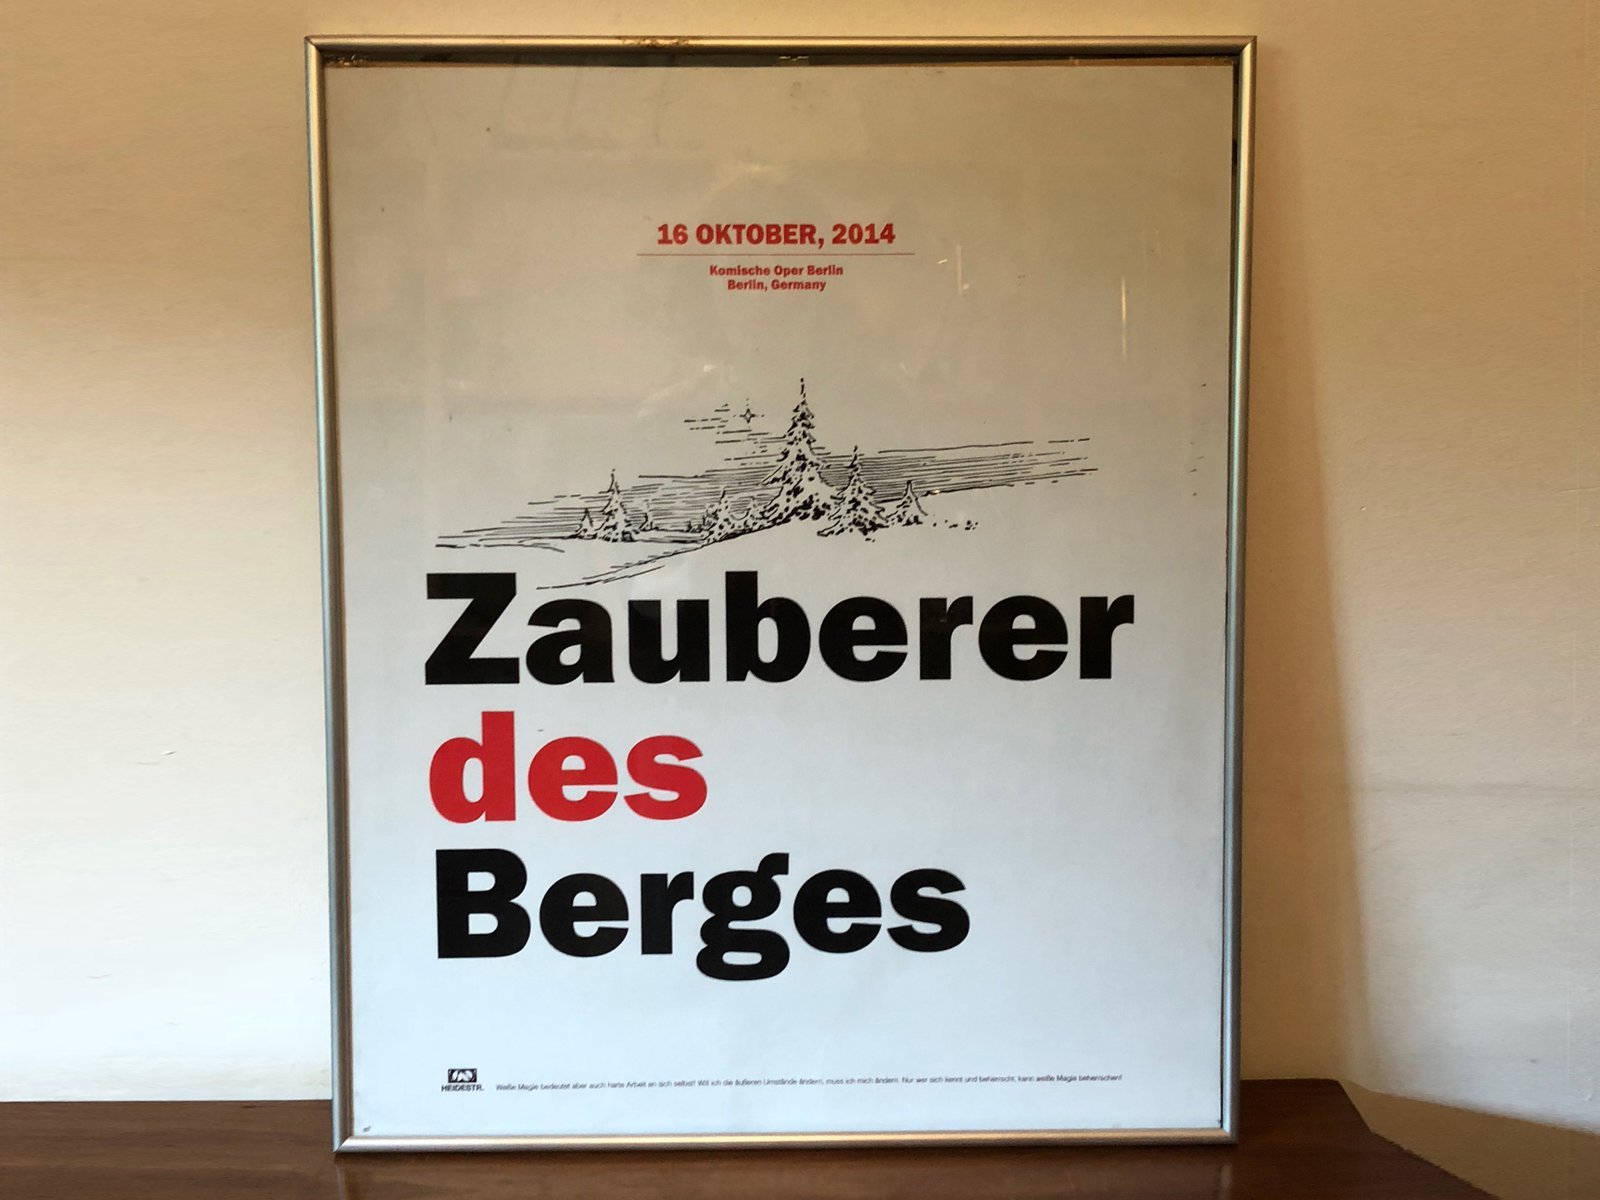 16 OKTOBER, 2014
Komische Oper Berlin
Berlin, Germany
Zauberer
des
Berges
HEIDESTR.
Weiße Magie bedeutet aber auch harte Arbeit an sich selbst! Will ich die äußeren Umstände ändern, muss ich mich ändern. Nur wer sich kennt und beherrscht, kann weiße Magie beherrschen!